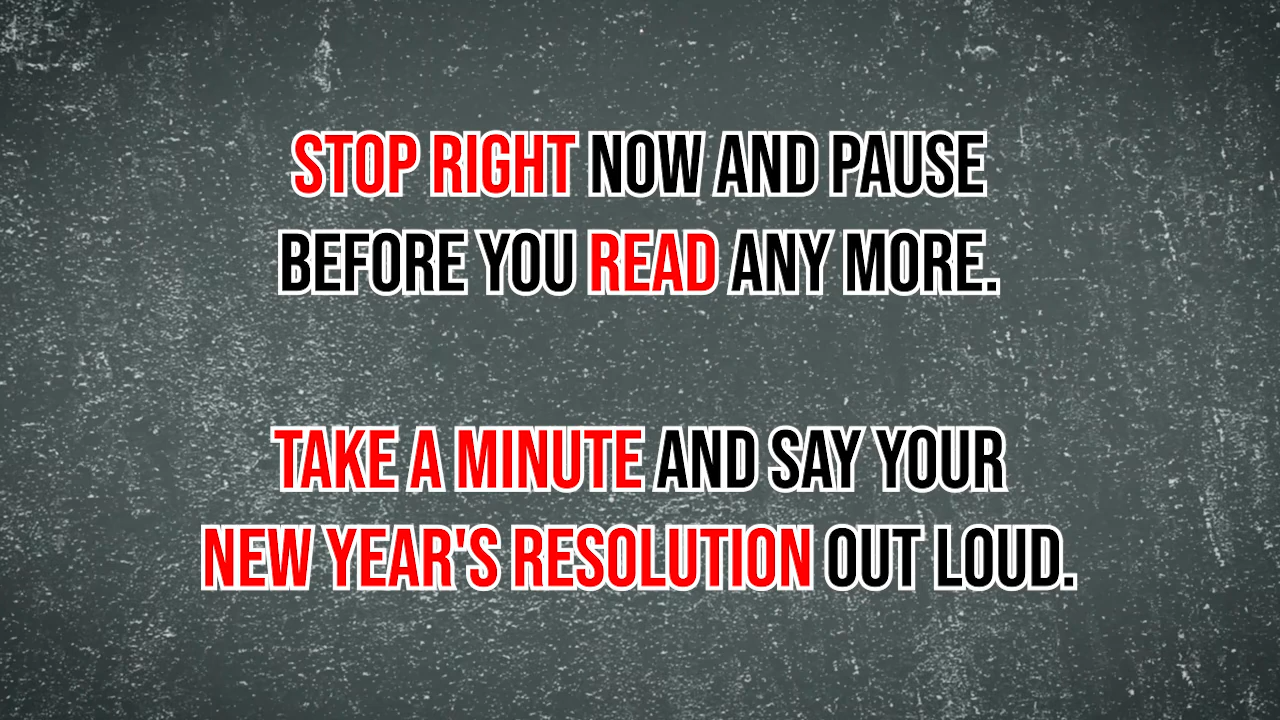 STOP RIGHT NOW AND PAUSE
BEFORE YOU READ ANY MORE.
TAKE A MINUTE AND SAY YOUR
NEW YEAR'S RESOLUTION OUT LOUD.